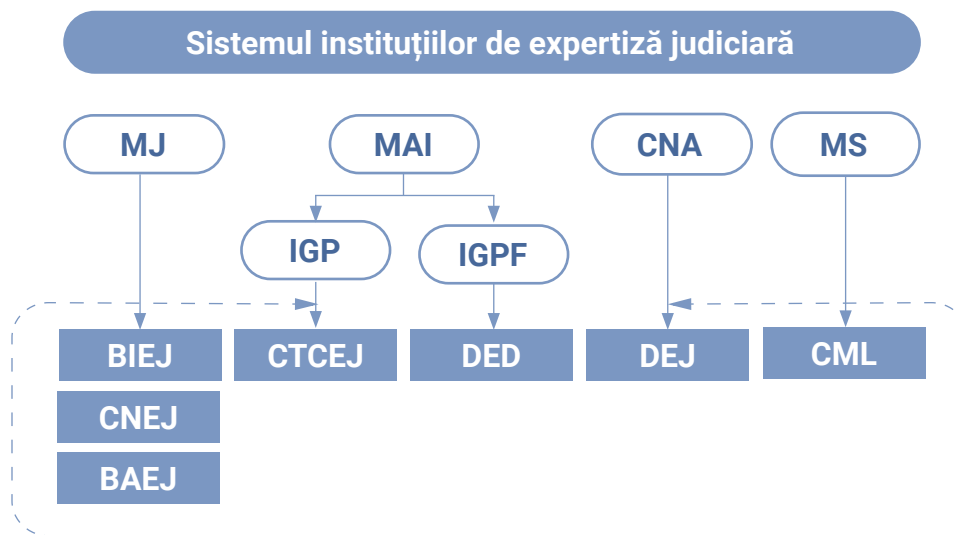 Sistemul instituțiilor de expertiză judiciară
MJ
MAI
CNA
MS
IGP
IGPF
BIEJ
CTCEJ
DED
DEJ
CML
CNEJ
BAEJ